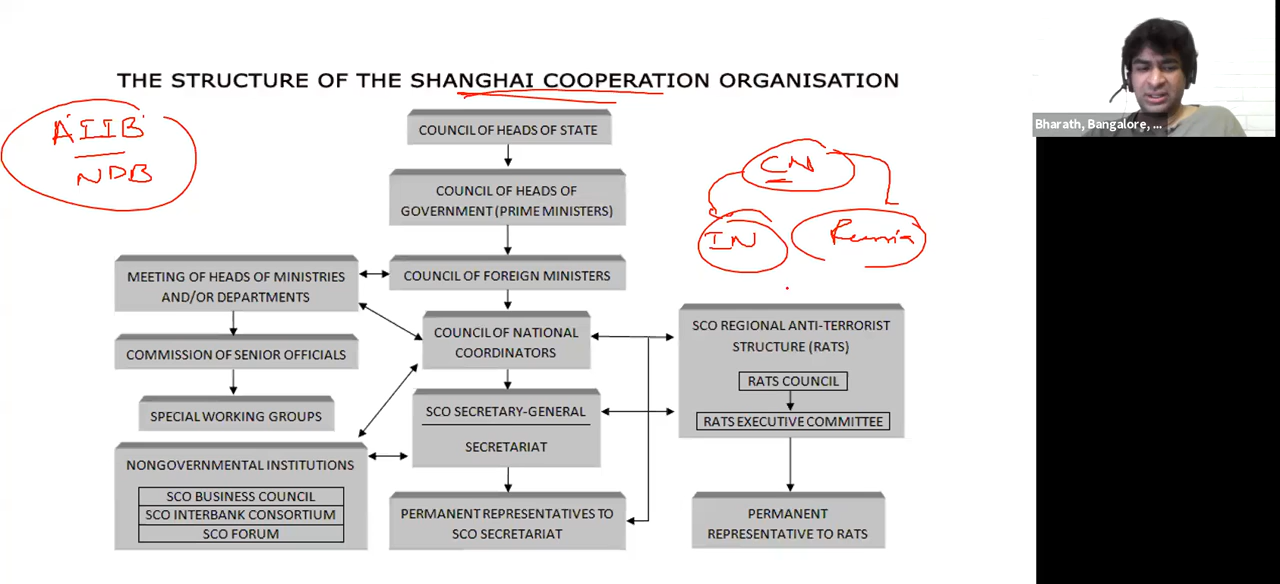 THE STRUCTURE OF THE SHANGHAI COOPERATION ORGANISATION
Bharath, Bangalore, ...
AIIB
NDB
COUNCIL OF HEADS OF STATE
CN
IN
Russia
COUNCIL OF HEADS OF
GOVERNMENT (PRIME MINISTERS)
MEETING OF HEADS OF MINISTRIES
AND/OR DEPARTMENTS
COUNCIL OF FOREIGN MINISTERS
COMMISSION OF SENIOR OFFICIALS
COUNCIL OF NATIONAL
COORDINATORS
SCO REGIONAL ANTI-TERRORIST
STRUCTURE (RATS)
RATS COUNCIL
RATS EXECUTIVE COMMITTEE
SPECIAL WORKING GROUPS
SCO SECRETARY-GENERAL
SECRETARIAT
NONGOVERNMENTAL INSTITUTIONS
SCO BUSINESS COUNCIL
SCO INTERBANK CONSORTIUM
SCO FORUM
PERMANENT REPRESENTATIVES TO
SCO SECRETARIAT
PERMANENT
REPRESENTATIVE TO RATS